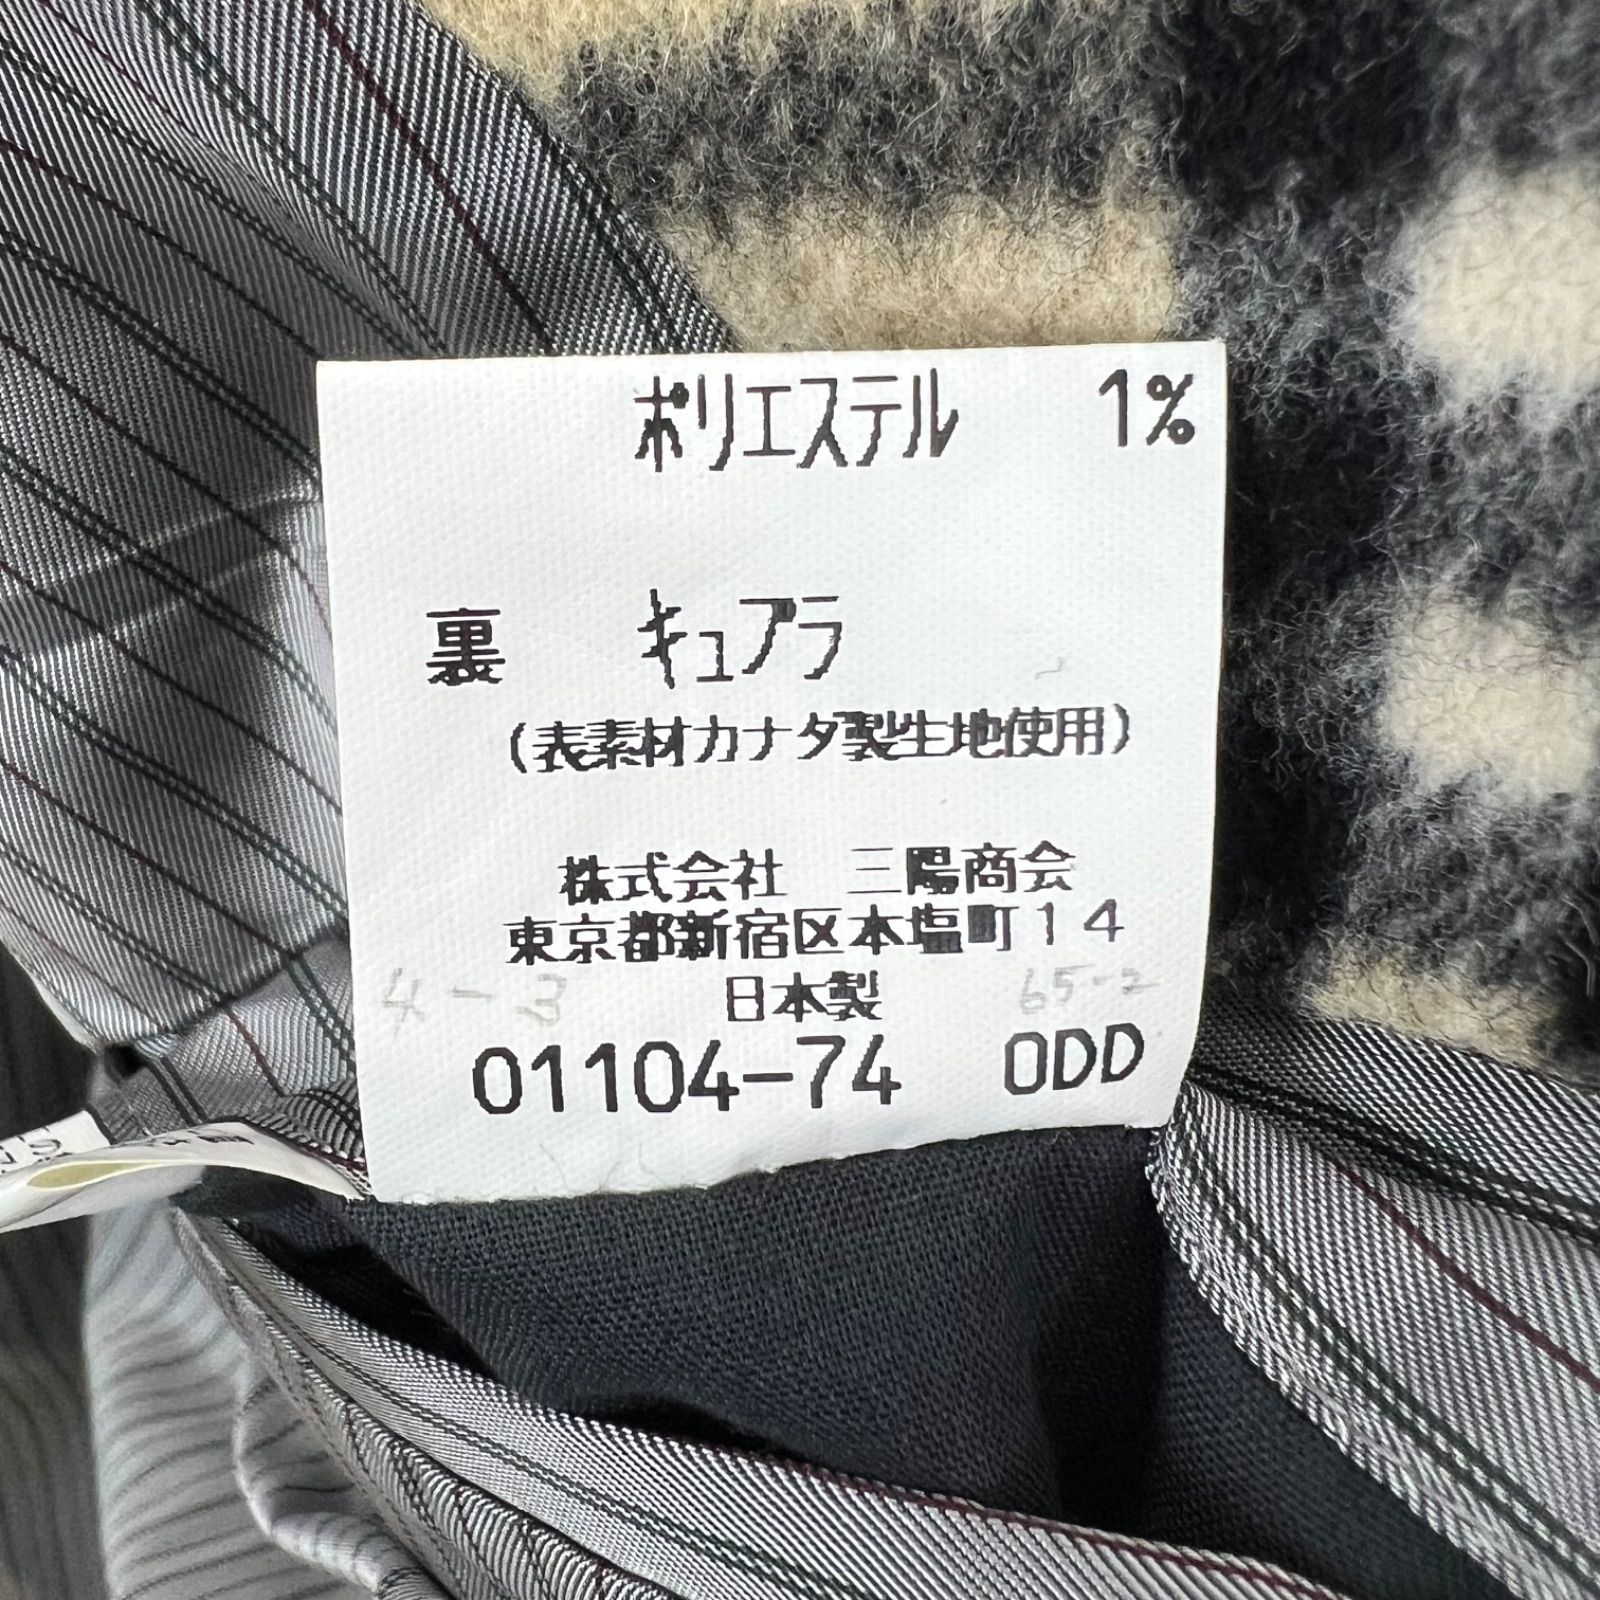 ポリエステル 1%
裏 キュプラ
(表素材カナダ製生地使用)
株式会社 三陽商会
東京都新宿区本塩町14
4-3 日本製 65-2
01104-74 0DD